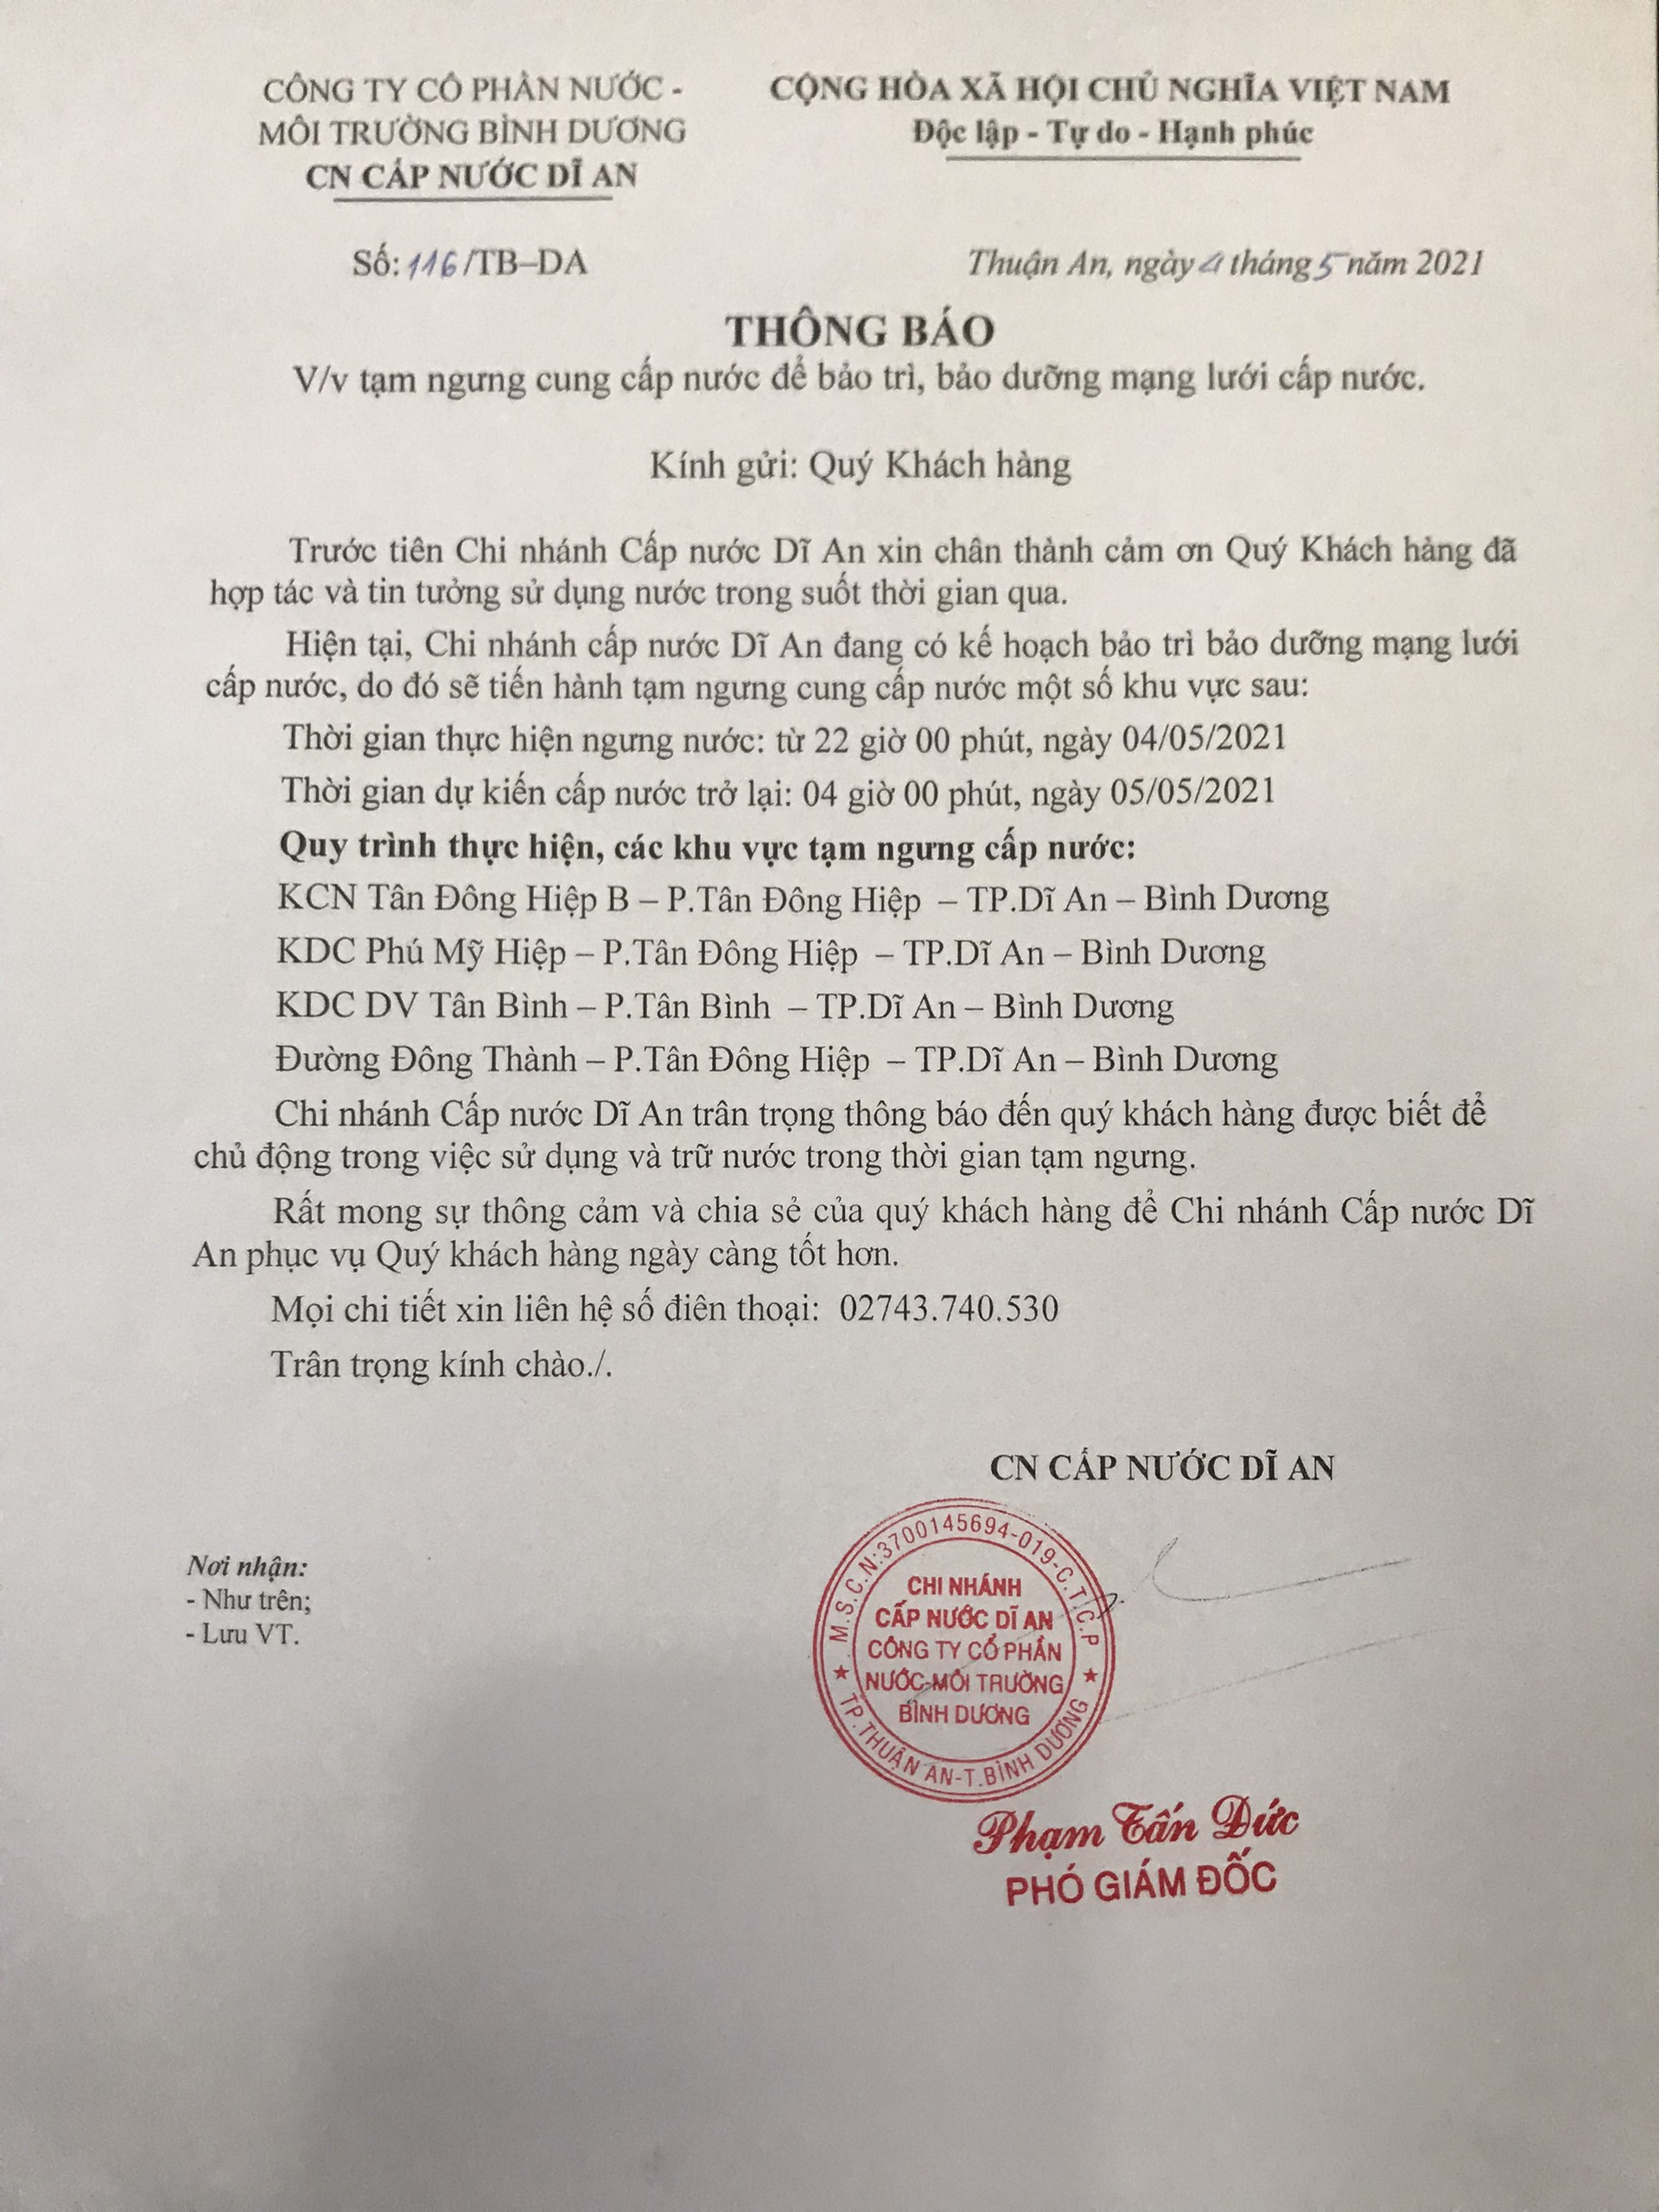 CÔNG TY CỔ PHẦN NƯỚC -
MÔI TRƯỜNG BÌNH DƯƠNG
CN CẤP NƯỚC DĨ AN
CỘNG HÒA XÃ HỘI CHỦ NGHĨA VIỆT NAM
Độc lập - Tự do - Hạnh phúc
Số: 116/TB–DA
Thuận An, ngày 4 tháng 5 năm 2021
THÔNG BÁO
V/v tạm ngưng cung cấp nước để bảo trì, bảo dưỡng mạng lưới cấp nước.
Kính gửi: Quý Khách hàng
Trước tiên Chi nhánh Cấp nước Dĩ An xin chân thành cảm ơn Quý Khách hàng đã
hợp tác và tin tưởng sử dụng nước trong suốt thời gian qua.
Hiện tại, Chi nhánh cấp nước Dĩ An đang có kế hoạch bảo trì bảo dưỡng mạng lưới
cấp nước, do đó sẽ tiến hành tạm ngưng cung cấp nước một số khu vực sau:
Thời gian thực hiện ngưng nước: từ 22 giờ 00 phút, ngày 04/05/2021
Thời gian dự kiến cấp nước trở lại: 04 giờ 00 phút, ngày 05/05/2021
Quy trình thực hiện, các khu vực tạm ngưng cấp nước:
KCN Tân Đông Hiệp B – P.Tân Đông Hiệp – TP.Dĩ An – Bình Dương
KDC Phú Mỹ Hiệp – P.Tân Đông Hiệp – TP.Dĩ An – Bình Dương
KDC DV Tân Bình – P.Tân Bình – TP.Dĩ An – Bình Dương
Đường Đông Thành – P.Tân Đông Hiệp – TP.Dĩ An – Bình Dương
Chi nhánh Cấp nước Dĩ An trân trọng thông báo đến quý khách hàng được biết để
chủ động trong việc sử dụng và trữ nước trong thời gian tạm ngưng.
Rất mong sự thông cảm và chia sẻ của quý khách hàng để Chi nhánh Cấp nước Dĩ
An phục vụ Quý khách hàng ngày càng tốt hơn.
Mọi chi tiết xin liên hệ số điên thoại: 02743.740.530
Trân trọng kính chào./.
CN CẤP NƯỚC DĨ AN
Nơi nhận:
- Như trên;
- Lưu VT.
M.S.C.N:3700145694-019-C.T.C.P
CHI NHÁNH
CẤP NƯỚC DĨ AN
CÔNG TY CỔ PHẦN
NƯỚC-MÔI TRƯỜNG
BÌNH DƯƠNG
TP.THUẬN AN-T.BÌNH DƯƠNG
Phạm Tấn Đức
PHÓ GIÁM ĐỐC